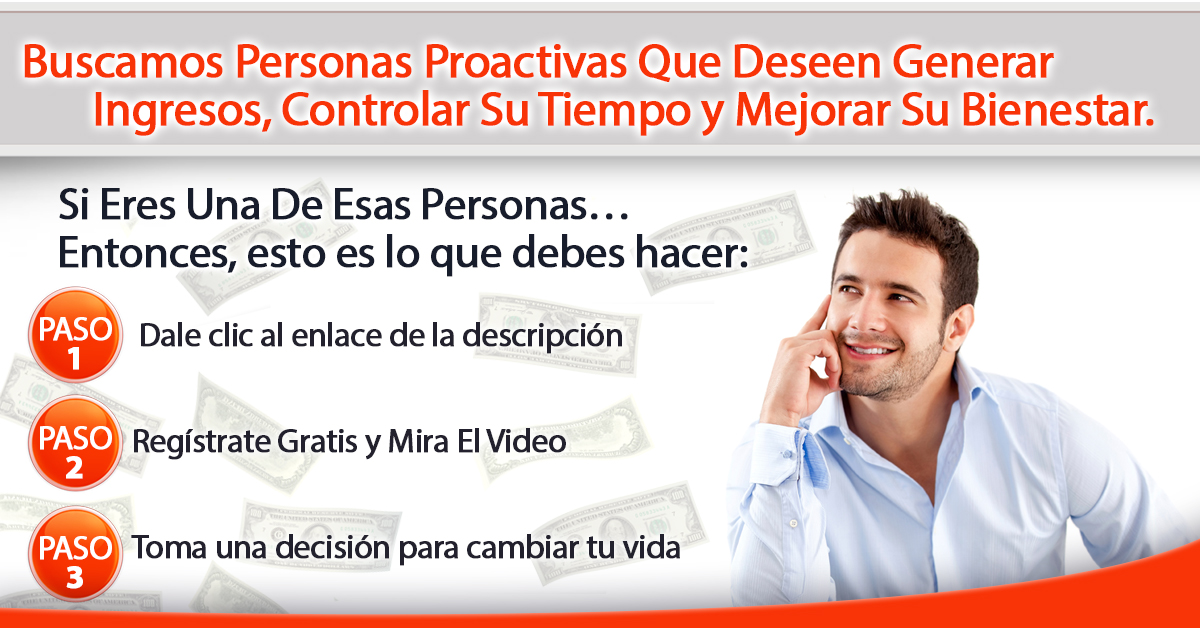 Buscamos Personas Proactivas Que Deseen Generar
Ingresos, Controlar Su Tiempo y Mejorar Su Bienestar.
Si Eres Una De Esas Personas...
Entonces, esto es lo que debes hacer:
PASO
1
Dale clic al enlace de la descripción
PASO
2
Regístrate Gratis y Mira El Video
PASO
3
Toma una decisión para cambiar tu vida